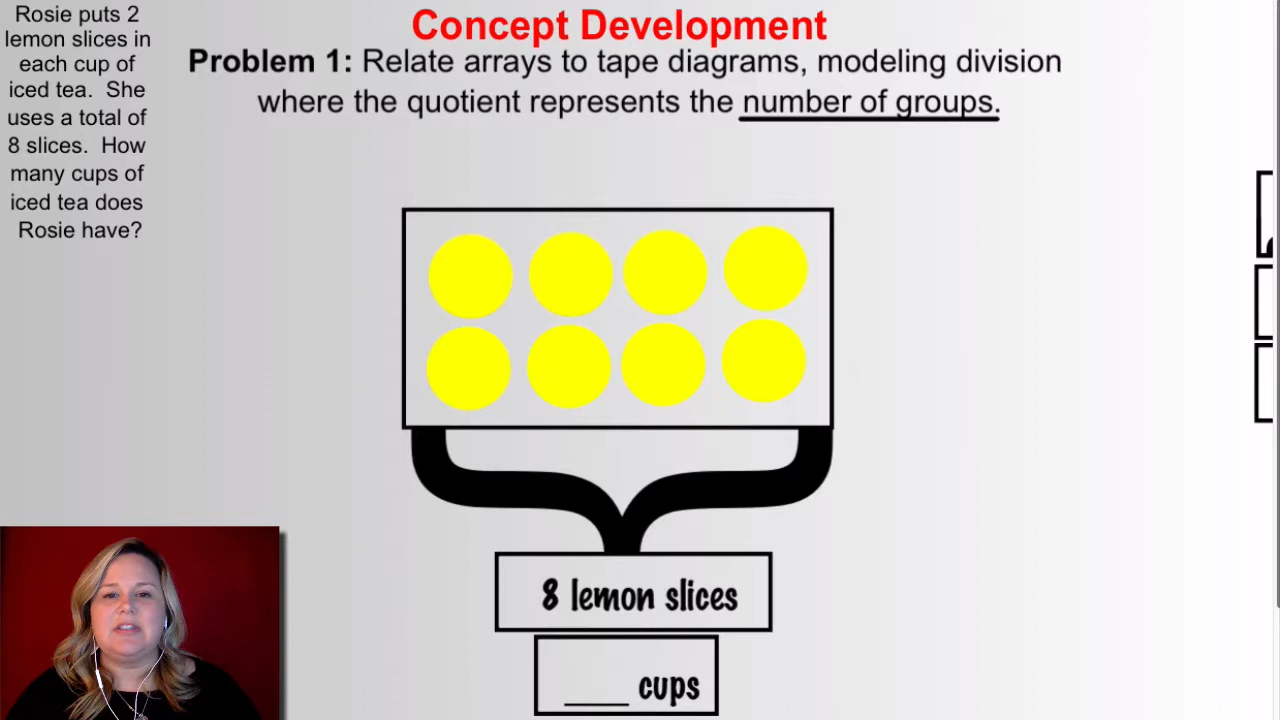 Rosie puts 2
lemon slices in
each cup of
iced tea. She
uses a total of
8 slices. How
many cups of
iced tea does
Rosie have?
Concept Development
Problem 1: Relate arrays to tape diagrams, modeling division
where the quotient represents the number of groups.
8 lemon slices
____ cups